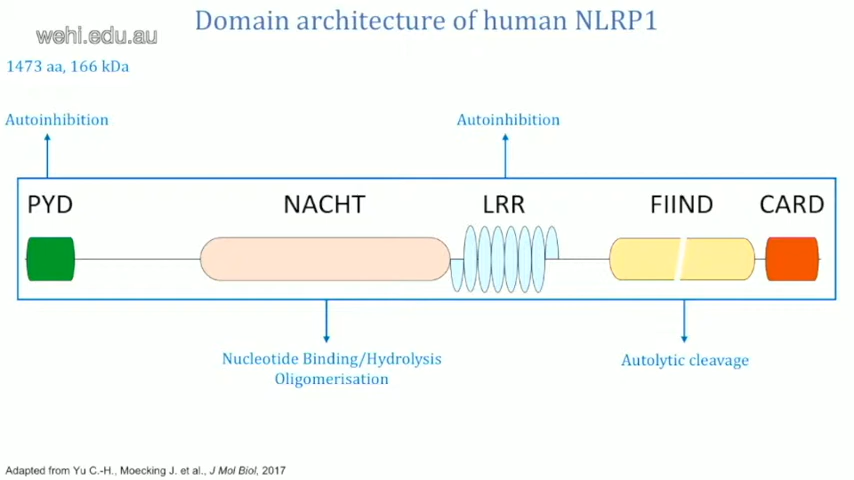 Domain architecture of human NLRP1
wehi.edu.au
1473 aa, 166 kDa
Autoinhibition
Autoinhibition
PYD
NACHT
LRR
FIIND
CARD
Nucleotide Binding/Hydrolysis
Oligomerisation
Autolytic cleavage
Adapted from Yu C.-H., Moecking J. et al., J Mol Biol, 2017